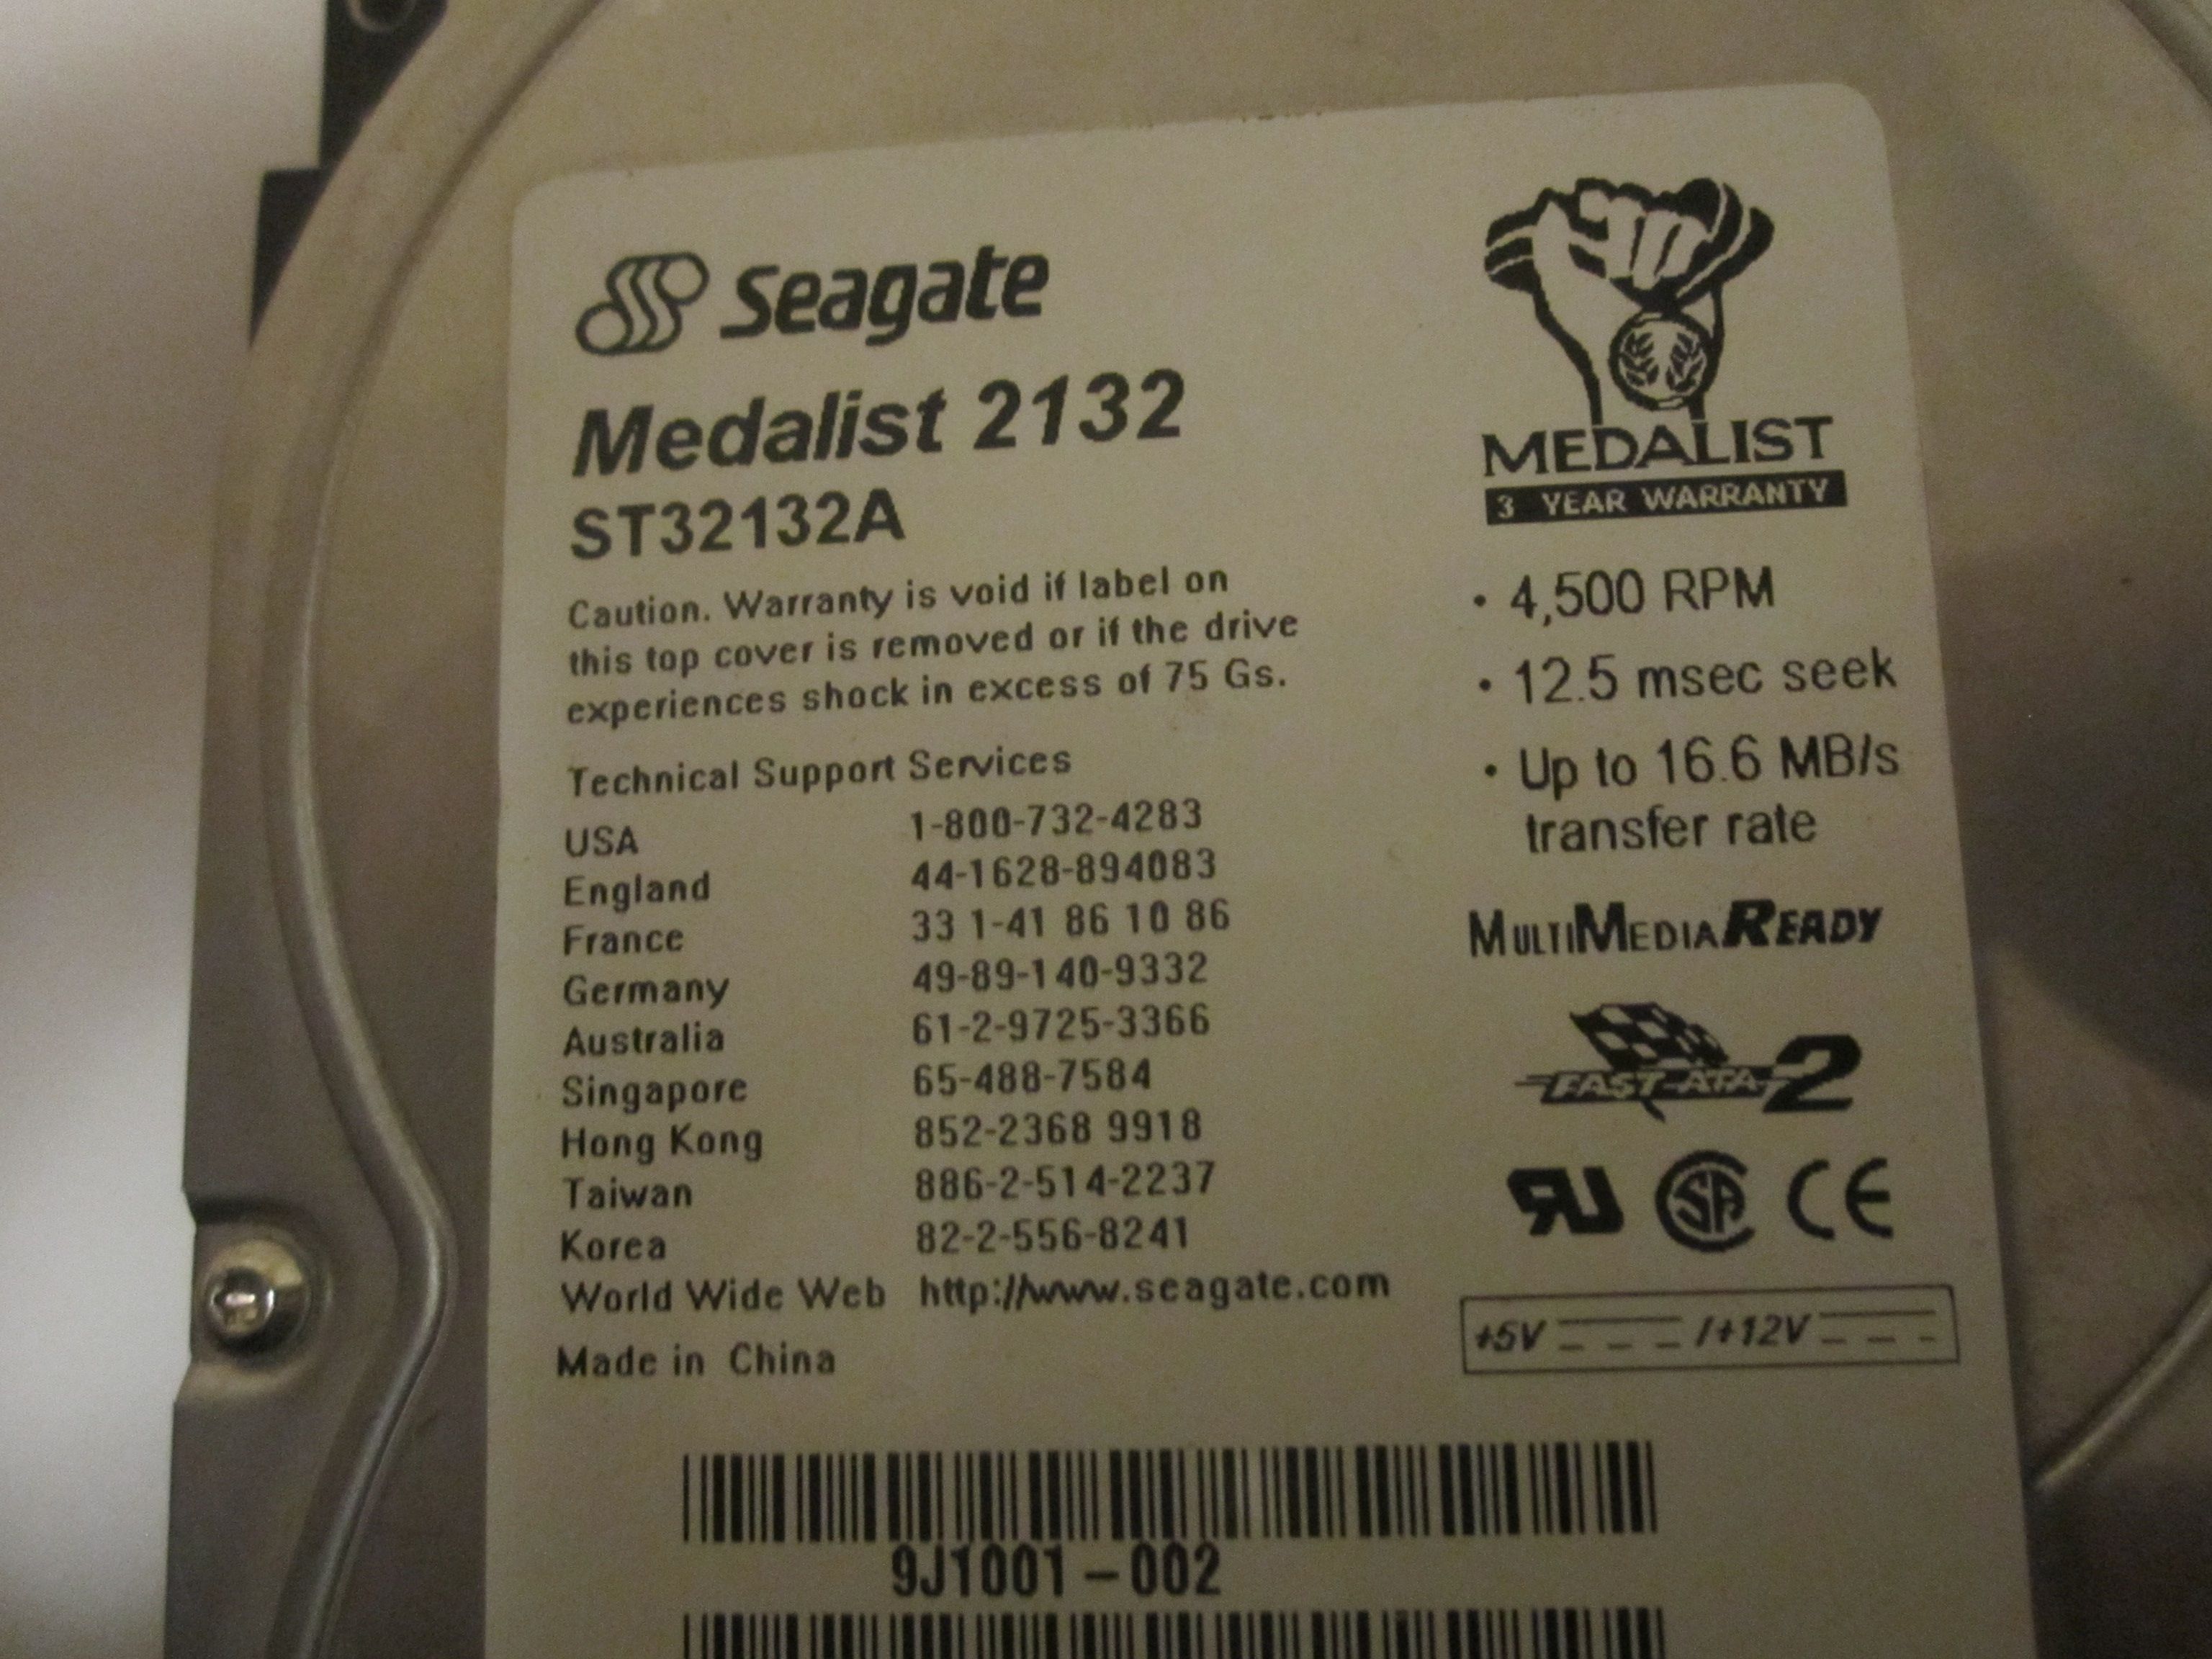 Seagate
Medalist 2132
ST32132A
Caution. Warranty is void if label on
this top cover is removed or if the drive
experiences shock in excess of 75 Gs.
Technical Support Services
USA 1-800-732-4283
England 44-1628-894083
France 33 1-41 86 10 86
Germany 49-89-140-9332
Australia 61-2-9725-3366
Singapore 65-488-7584
Hong Kong 852-2368 9918
Taiwan 886-2-514-2237
Korea 82-2-556-8241
World Wide Web http://www.seagate.com
Made in China
MEDALIST
3 YEAR WARRANTY
• 4,500 RPM
• 12.5 msec seek
• Up to 16.6 MB/s
transfer rate
MULTIMEDIAREADY
FAST-ATA-2
RU SA CE
+5V /+12V
9J1001-002